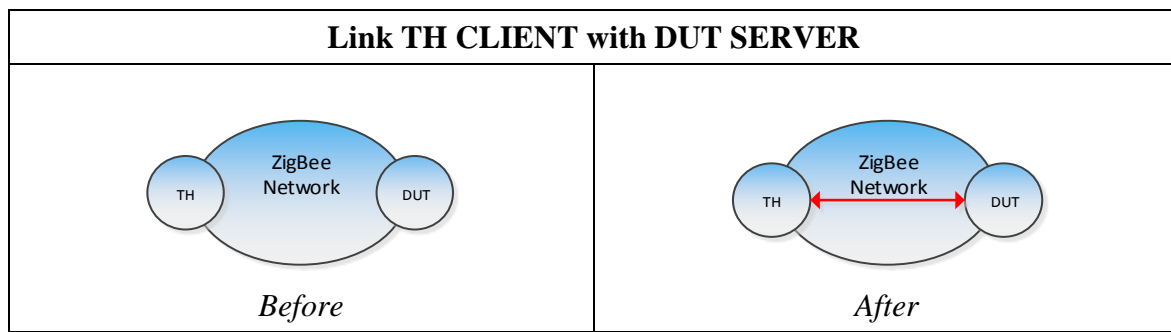 Link TH CLIENT with DUT SERVER
ZigBee
Network
TH
DUT
Before
ZigBee
Network
TH
DUT
After